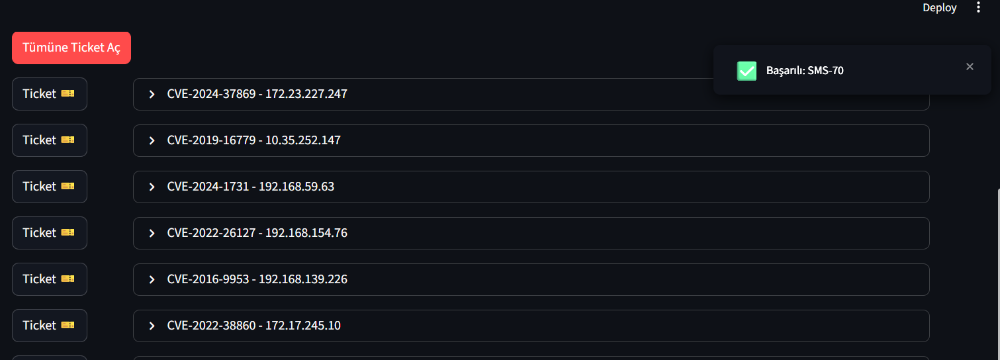 Deploy
Tümüne Ticket Aç
Başarılı: SMS-70
Ticket
CVE-2024-37869 - 172.23.227.247
Ticket
CVE-2019-16779 - 10.35.252.147
Ticket
CVE-2024-1731 - 192.168.59.63
Ticket
CVE-2022-26127 - 192.168.154.76
Ticket
CVE-2016-9953 - 192.168.139.226
Ticket
CVE-2022-38860 - 172.17.245.10